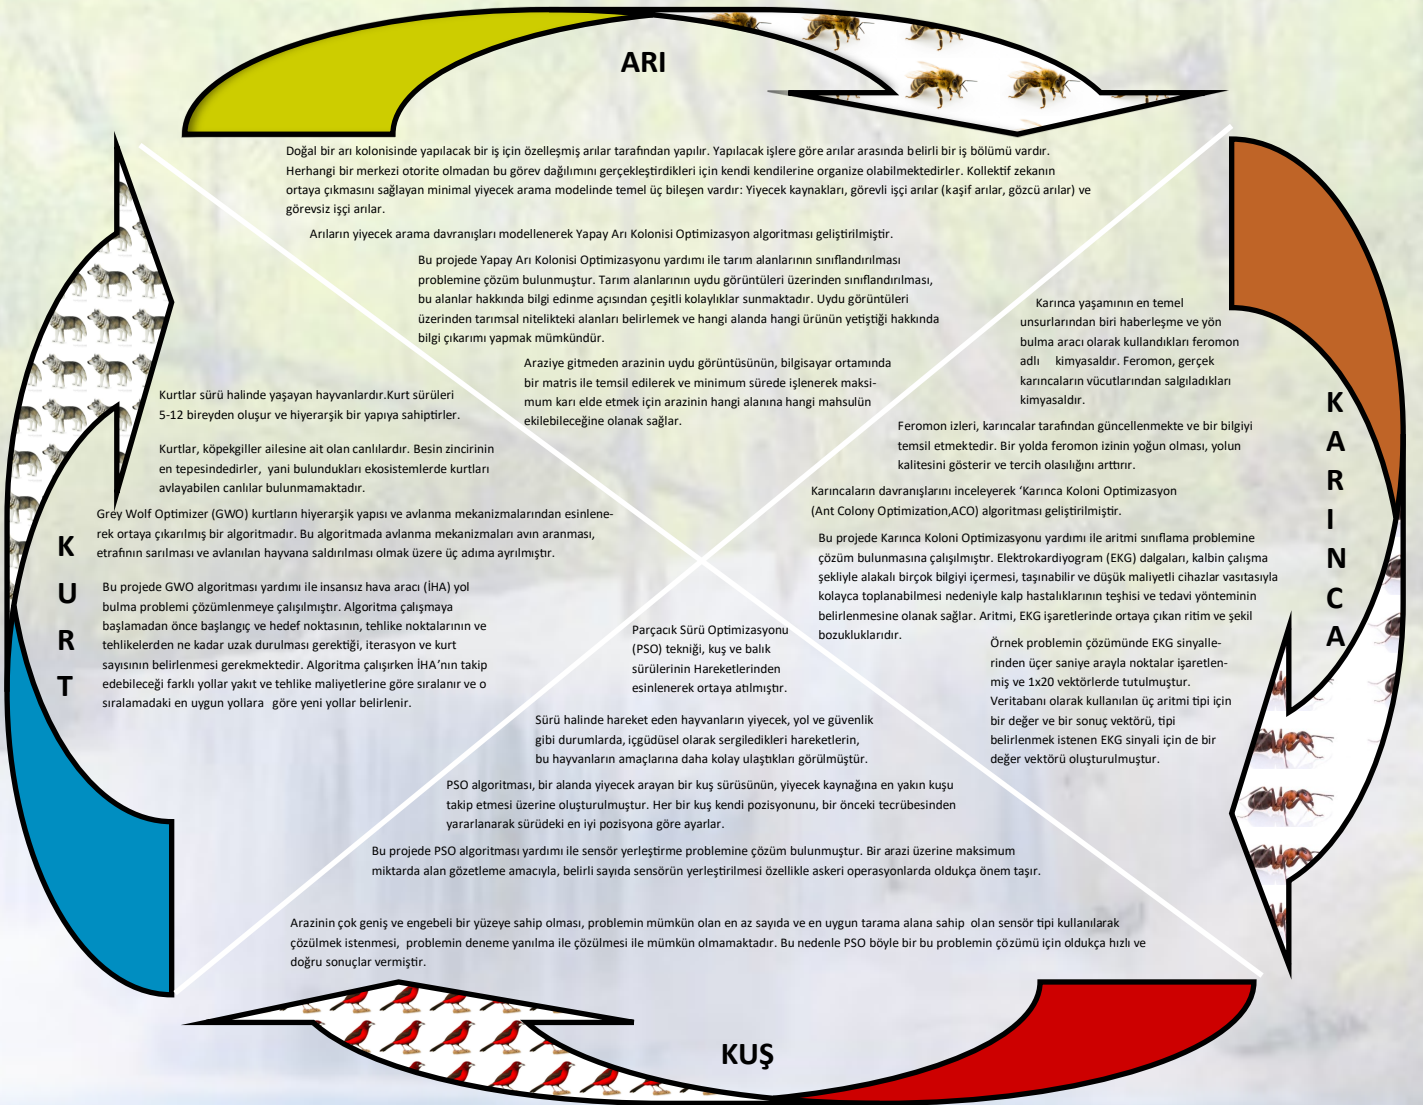 ARI
Doğal bir arı kolonisinde yapılacak bir iş için özelleşmiş arılar tarafından yapılır. Yapılacak işlere göre arılar arasında belirli bir iş bölümü vardır.
Herhangi bir merkezi otorite olmadan bu görev dağılımını gerçekleştirdikleri için kendi kendilerine organize olabilmektedirler. Kollektif zekanın
ortaya çıkmasını sağlayan minimal yiyecek arama modelinde temel üç bileşen vardır: Yiyecek kaynakları, görevli işçi arılar (kaşif arılar, gözcü arılar) ve
görevsiz işçi arılar.
Arıların yiyecek arama davranışları modellenerek Yapay Arı Kolonisi Optimizasyon algoritması geliştirilmiştir.
Bu projede Yapay Arı Kolonisi Optimizasyonu yardımı ile tarım alanlarının sınıflandırılması
problemine çözüm bulunmuştur. Tarım alanlarının uydu görüntüleri üzerinden sınıflandırılması,
bu alanlar hakkında bilgi edinme açısından çeşitli kolaylıklar sunmaktadır. Uydu görüntüleri
üzerinden tarımsal nitelikteki alanları belirlemek ve hangi alanda hangi ürünün yetiştiği hakkında
bilgi çıkarımı yapmak mümkündür.
Araziye gitmeden arazinin uydu görüntüsünün, bilgisayar ortamında
bir matris ile temsil edilerek ve minimum sürede işlenerek maksi-
mum karı elde etmek için arazinin hangi alanına hangi mahsulün
ekilebileceğine olanak sağlar.
KARINCA
Karınca yaşamının en temel
unsurlarından biri haberleşme ve yön
bulma aracı olarak kullandıkları feromon
adlı kimyasaldır. Feromon, gerçek
karıncaların vücutlarından salgıladıkları
kimyasaldır.
Feromon izleri, karıncalar tarafından güncellenmekte ve bir bilgiyi
temsil etmektedir. Bir yolda feromon izinin yoğun olması, yolun
kalitesini gösterir ve tercih olasılığını arttırır.
Karıncaların davranışlarını inceleyerek ‘Karınca Koloni Optimizasyon
(Ant Colony Optimization,ACO) algoritması geliştirilmiştir.
Bu projede Karınca Koloni Optimizasyonu yardımı ile aritmi sınıflama problemine
çözüm bulunmasına çalışılmıştır. Elektrokardiyogram (EKG) dalgaları, kalbin çalışma
şekliyle alakalı birçok bilgiyi içermesi, taşınabilir ve düşük maliyetli cihazlar vasıtasıyla
kolayca toplanabilmesi nedeniyle kalp hastalıklarının teşhisi ve tedavi yönteminin
belirlenmesine olanak sağlar. Aritmi, EKG işaretlerinde ortaya çıkan ritim ve şekil
bozukluklarıdır.
Örnek problemin çözümünde EKG sinyalle-
rinden üçer saniye arayla noktalar işaretlen-
miş ve 1x20 vektörlerde tutulmuştur.
Veritabanı olarak kullanılan üç aritmi tipi için
bir değer ve bir sonuç vektörü, tipi
belirlenmek istenen EKG sinyali için de bir
değer vektörü oluşturulmuştur.
KURT
Kurtlar sürü halinde yaşayan hayvanlardır.Kurt sürüleri
5-12 bireyden oluşur ve hiyerarşik bir yapıya sahiptirler.
Kurtlar, köpekgiller ailesine ait olan canlılardır. Besin zincirinin
en tepesindedirler, yani bulundukları ekosistemlerde kurtları
avlayabilen canlılar bulunmamaktadır.
Grey Wolf Optimizer (GWO) kurtların hiyerarşik yapısı ve avlanma mekanizmalarından esinlene-
rek ortaya çıkarılmış bir algoritmadır. Bu algoritmada avlanma mekanizmaları avın aranması,
etrafının sarılması ve avlanılan hayvana saldırılması olmak üzere üç adıma ayrılmıştır.
Bu projede GWO algoritması yardımı ile insansız hava aracı (İHA) yol
bulma problemi çözümlenmeye çalışılmıştır. Algoritma çalışmaya
başlamadan önce başlangıç ve hedef noktasının, tehlike noktalarının ve
tehlikelerden ne kadar uzak durulması gerektiği, iterasyon ve kurt
sayısının belirlenmesi gerekmektedir. Algoritma çalışırken İHA’nın takip
edebileceği farklı yollar yakıt ve tehlike maliyetlerine göre sıralanır ve o
sıralamadaki en uygun yollara göre yeni yollar belirlenir.
Parçacık Sürü Optimizasyonu
(PSO) tekniği, kuş ve balık
sürülerinin Hareketlerinden
esinlenerek ortaya atılmıştır.
Sürü halinde hareket eden hayvanların yiyecek, yol ve güvenlik
gibi durumlarda, içgüdüsel olarak sergiledikleri hareketlerin,
bu hayvanların amaçlarına daha kolay ulaştıkları görülmüştür.
PSO algoritması, bir alanda yiyecek arayan bir kuş sürüsünün, yiyecek kaynağına en yakın kuşu
takip etmesi üzerine oluşturulmuştur. Her bir kuş kendi pozisyonunu, bir önceki tecrübesinden
yararlanarak sürüdeki en iyi pozisyona göre ayarlar.
Bu projede PSO algoritması yardımı ile sensör yerleştirme problemine çözüm bulunmuştur. Bir arazi üzerine maksimum
miktarda alan gözetleme amacıyla, belirli sayıda sensörün yerleştirilmesi özellikle askeri operasyonlarda oldukça önem taşır.
Arazinin çok geniş ve engebeli bir yüzeye sahip olması, problemin mümkün olan en az sayıda ve en uygun tarama alana sahip olan sensör tipi kullanılarak
çözülmek istenmesi, problemin deneme yanılma ile çözülmesi ile mümkün olmamaktadır. Bu nedenle PSO böyle bir bu problemin çözümü için oldukça hızlı ve
doğru sonuçlar vermiştir.
KUŞ